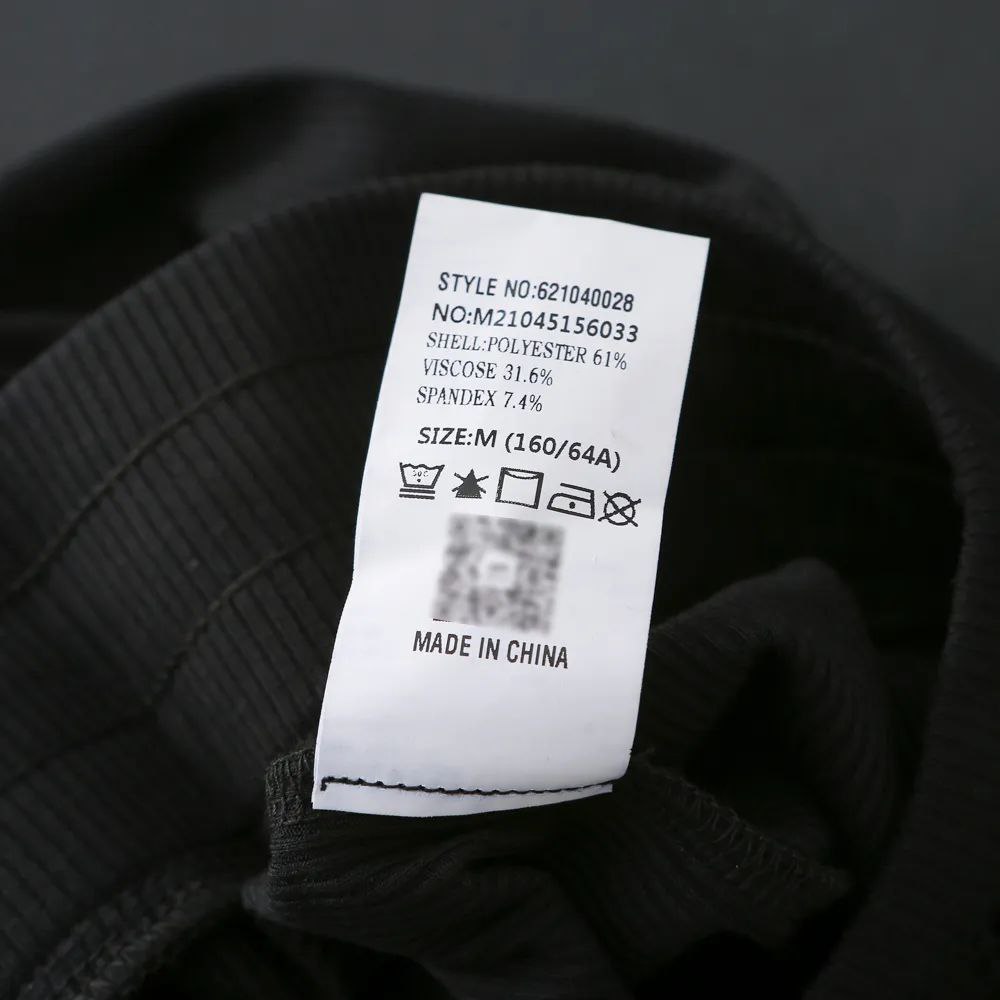 STYLE NO:621040028
NO:M21045156033
SHELL:POLYESTER 61%
VISCOSE 31.6%
SPANDEX 7.4%
SIZE:M (160/64A)
MADE IN CHINA